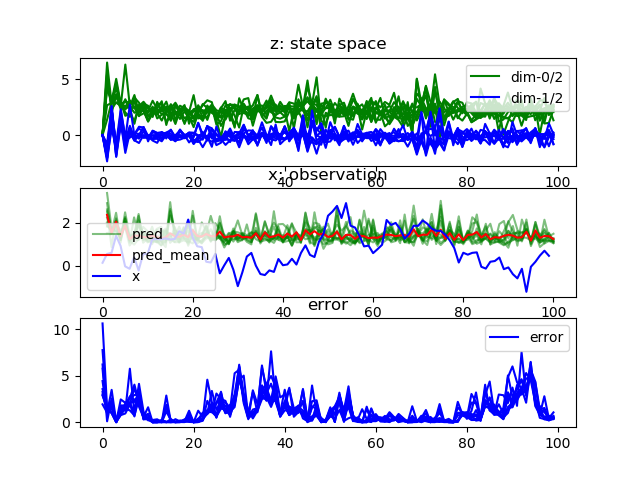 z: state space
5
0
dim-0/2
dim-1/2
0 20 40 60 80 100
x: observation
2
0
pred
pred_mean
x
0 20 40 60 80 100
error
10
5
0
error
0 20 40 60 80 100